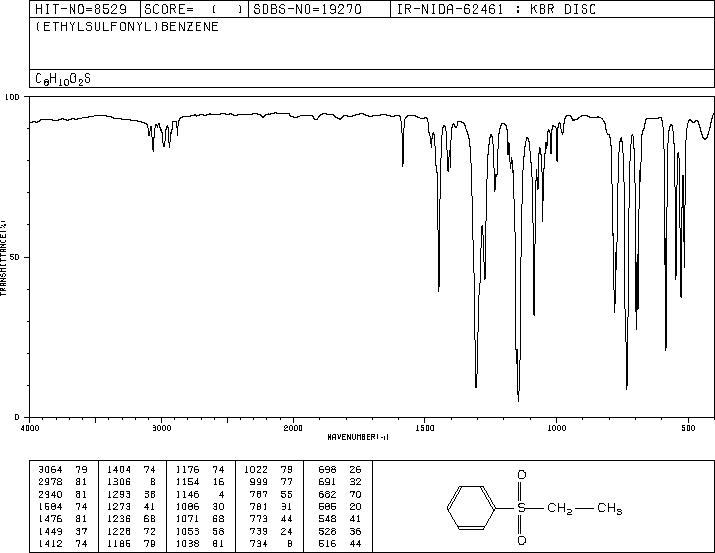 HIT-NO=8529 SCORE= ( ) SDBS-NO=19270 IR-NIDA-62461 : KBR DISC
(ETHYLSULFONYL)BENZENE
C8H10O2S
100
50
0
TRANSMITTANCE(%)
4000 3000 2000 1500 1000 500
WAVENUMBER(-1)
3064 79 1404 74 1176 74 1022 79 698 26
2978 81 1306 8 1154 16 999 77 691 32
2940 81 1293 38 1146 4 787 55 682 70
1584 74 1273 41 1086 30 781 31 586 20
1476 81 1236 68 1071 68 773 44 548 41
1449 37 1228 72 1053 58 739 24 528 36
1412 74 1185 79 1038 81 734 8 516 44
O
S CH2 CH3
O